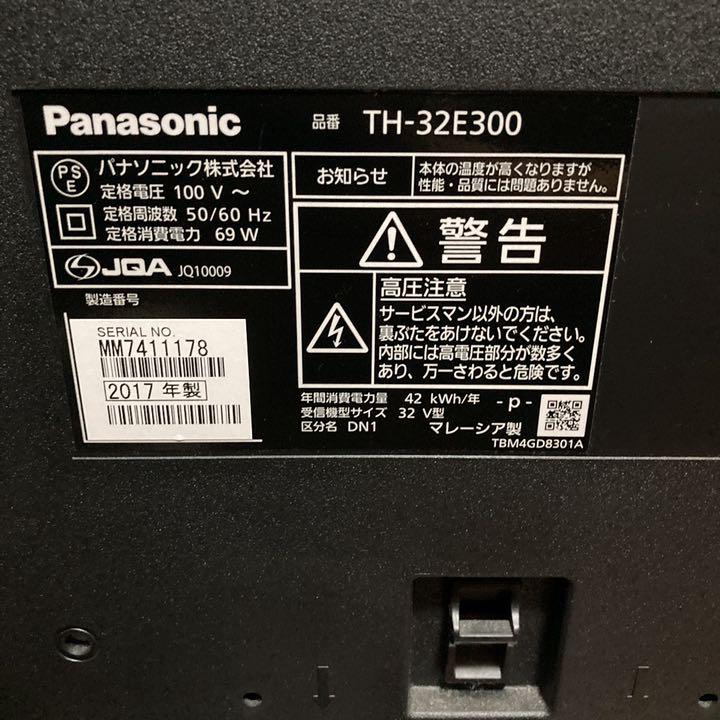 Panasonic
品番 TH-32E300
PS
E
パナソニック株式会社
定格電圧 100 V ～
定格周波数 50/60 Hz
定格消費電力 69 W
JQA JQ10009
製造番号
SERIAL NO.
MM7411178
2017 年製
お知らせ
本体の温度が高くなりますが
性能・品質には問題ありません。
警告
高圧注意
サービスマン以外の方は、
裏ぶたをあけないでください。
内部には高電圧部分が数多く
あり、万一さわると危険です。
年間消費電力量 42 kWh/年
受信機型サイズ 32 V型
区分名 DN1
- p -
マレーシア製
TBM4GD8301A